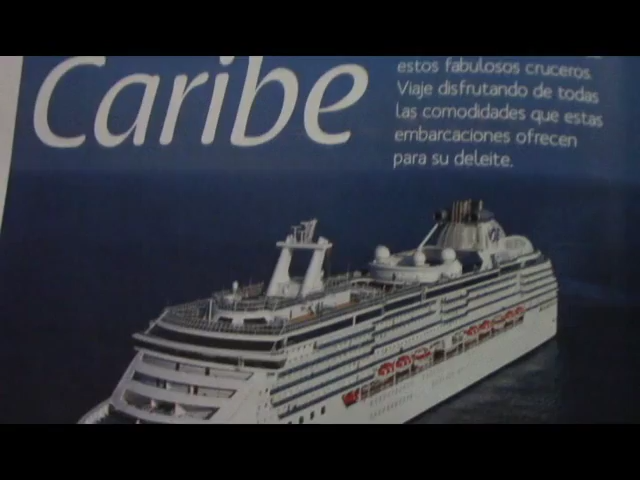 Caribe
estos fabulosos cruceros.
Viaje disfrutando de todas
las comodidades que estas
embarcaciones ofrecen
para su deleite.